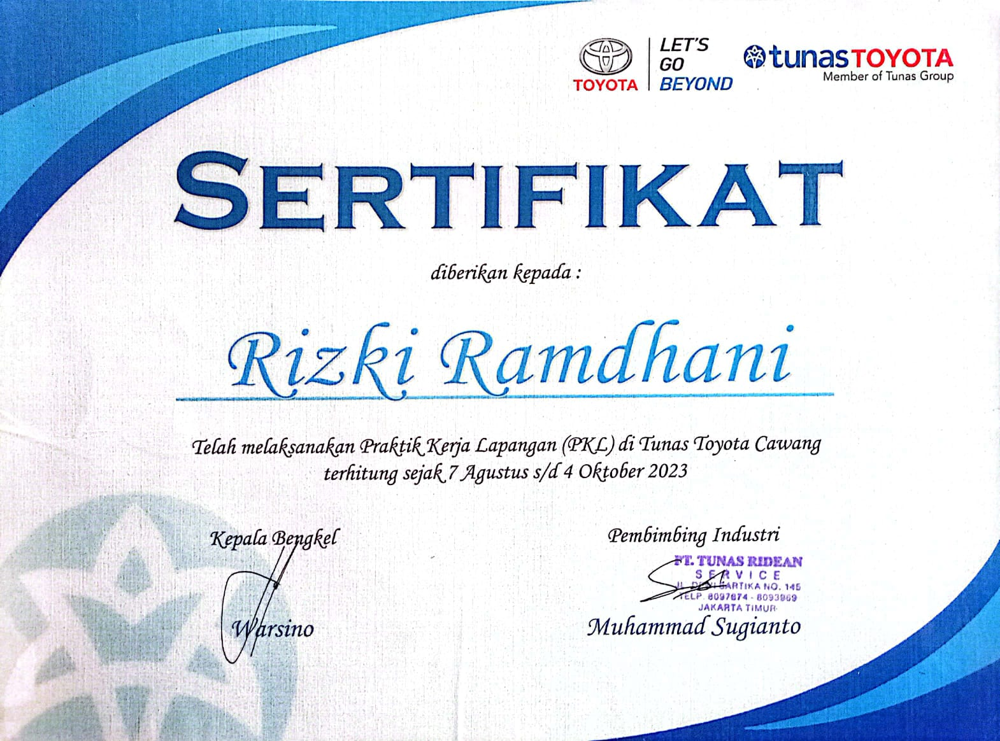 TOYOTA
LET'S
GO
BEYOND
tunasTOYOTA
Member of Tunas Group
SERTIFIKAT
diberikan kepada :
Rizki Ramdhani
Telah melaksanakan Praktik Kerja Lapangan (PKL) di Tunas Toyota Cawang
terhitung sejak 7 Agustus s/d 4 Oktober 2023
Kepala Bengkel
Warsino
Pembimbing Industri
PT. TUNAS RIDEAN
SERVICE
JL. DEWI SARTIKA NO. 145
TELP. 8097674 - 8093969
JAKARTA TIMUR
Muhammad Sugianto